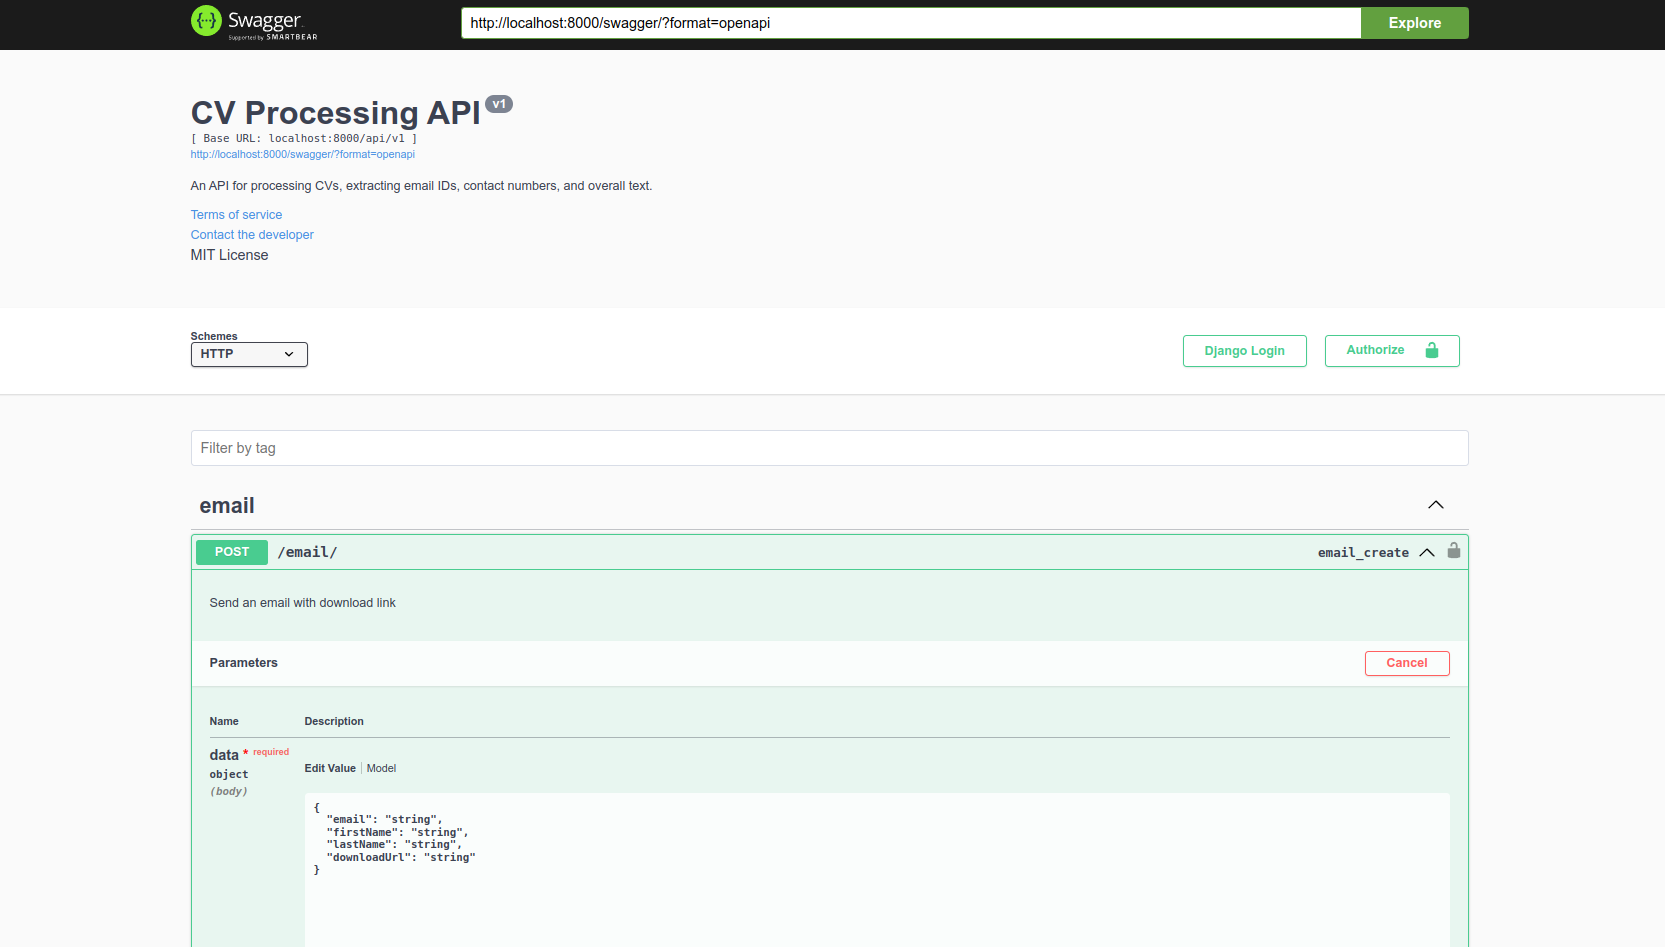 Swagger
Supported by SMARTBEAR
http://localhost:8000/swagger/?format=openapi
Explore
CV Processing API v1
[ Base URL: localhost:8000/api/v1 ]
http://localhost:8000/swagger/?format=openapi
An API for processing CVs, extracting email IDs, contact numbers, and overall text.
Terms of service
Contact the developer
MIT License
Schemes
HTTP
Django Login
Authorize
Filter by tag
email
POST /email/ email_create
Send an email with download link
Parameters
Cancel
Name Description
data * required
object
(body)
Edit Value | Model
{
  "email": "string",
  "firstName": "string",
  "lastName": "string",
  "downloadUrl": "string"
}